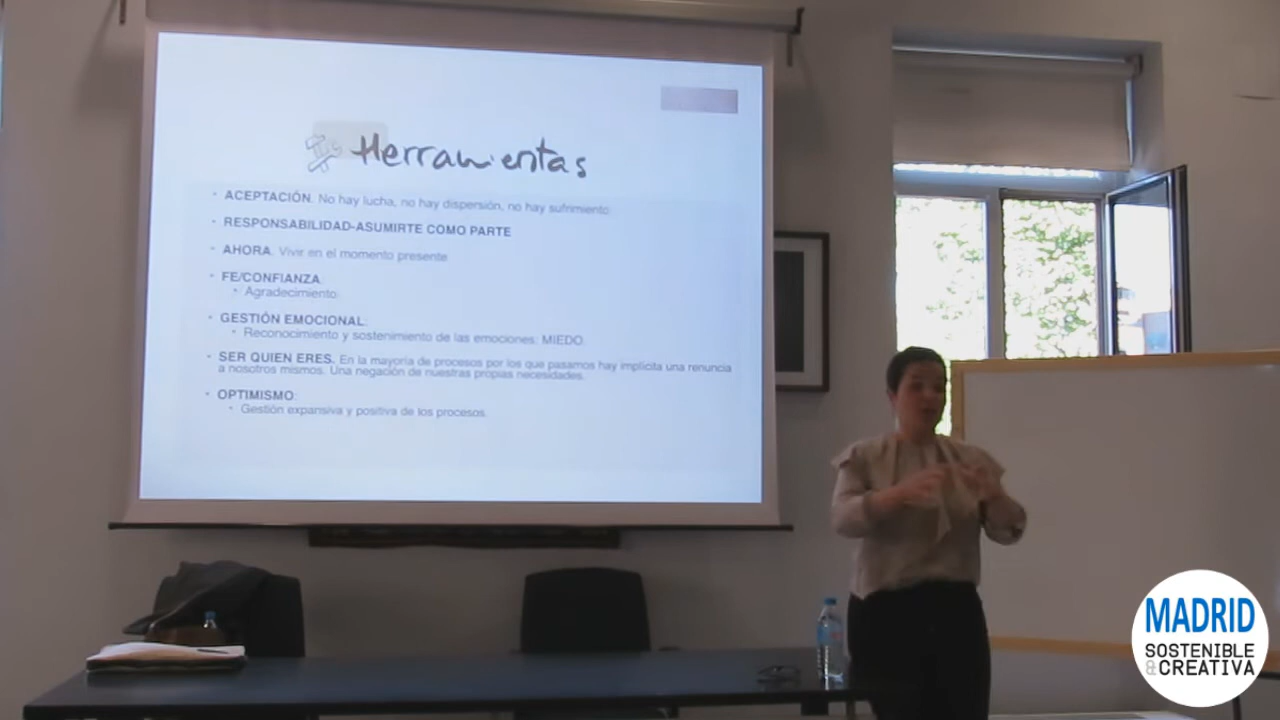 Herramientas
• ACEPTACIÓN. No hay lucha, no hay dispersión, no hay sufrimiento.
• RESPONSABILIDAD-ASUMIRTE COMO PARTE
• AHORA. Vivir en el momento presente
• FE/CONFIANZA.
• Agradecimiento.
• GESTIÓN EMOCIONAL.
• Reconocimiento y sostenimiento de las emociones: MIEDO.
• SER QUIEN ERES. En la mayoría de procesos por los que pasamos hay implícita una renuncia
a nosotros mismos. Una negación de nuestras propias necesidades.
• OPTIMISMO:
• Gestión expansiva y positiva de los procesos.
MADRID
SOSTENIBLE
&CREATIVA